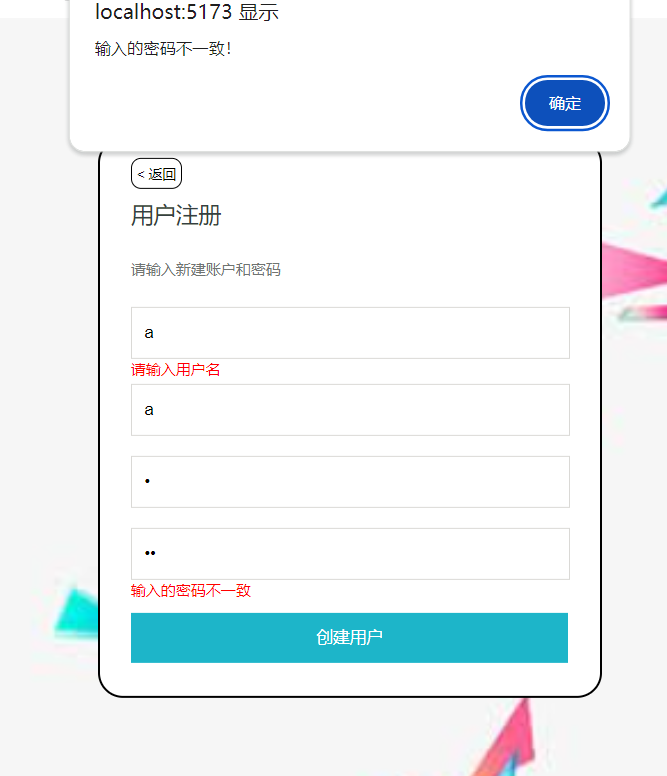 localhost:5173 显示
输入的密码不一致！
确定
< 返回
用户注册
请输入新建账户和密码
a
请输入用户名
a
•
••
输入的密码不一致
创建用户